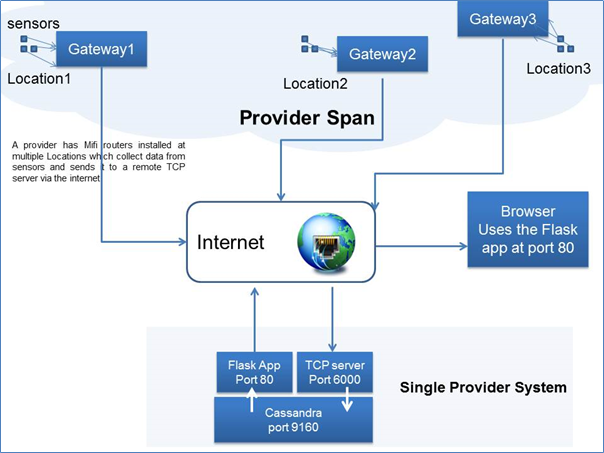 sensors
Gateway1
Location1
Gateway2
Location2
Gateway3
Location3
Provider Span
A provider has Mifi routers installed at
multiple Locations which collect data from
sensors and sends it to a remote TCP
server via the internet
Internet
Browser
Uses the Flask
app at port 80
Flask App
Port 80
TCP server
Port 6000
Cassandra
port 9160
Single Provider System